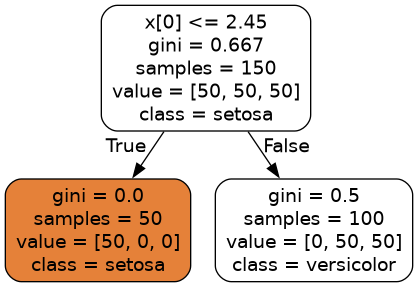 x[0] <= 2.45
gini = 0.667
samples = 150
value = [50, 50, 50]
class = setosa
True
False
gini = 0.0
samples = 50
value = [50, 0, 0]
class = setosa
gini = 0.5
samples = 100
value = [0, 50, 50]
class = versicolor